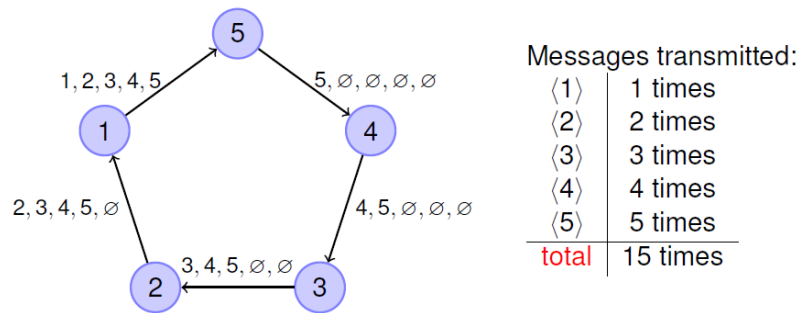 5
Messages transmitted:
1, 2, 3, 4, 5
5, ∅, ∅, ∅, ∅
⟨1⟩ 1 times
1
4
⟨2⟩ 2 times
⟨3⟩ 3 times
2, 3, 4, 5, ∅
4, 5, ∅, ∅, ∅
⟨4⟩ 4 times
⟨5⟩ 5 times
3, 4, 5, ∅, ∅
total 15 times
2
3